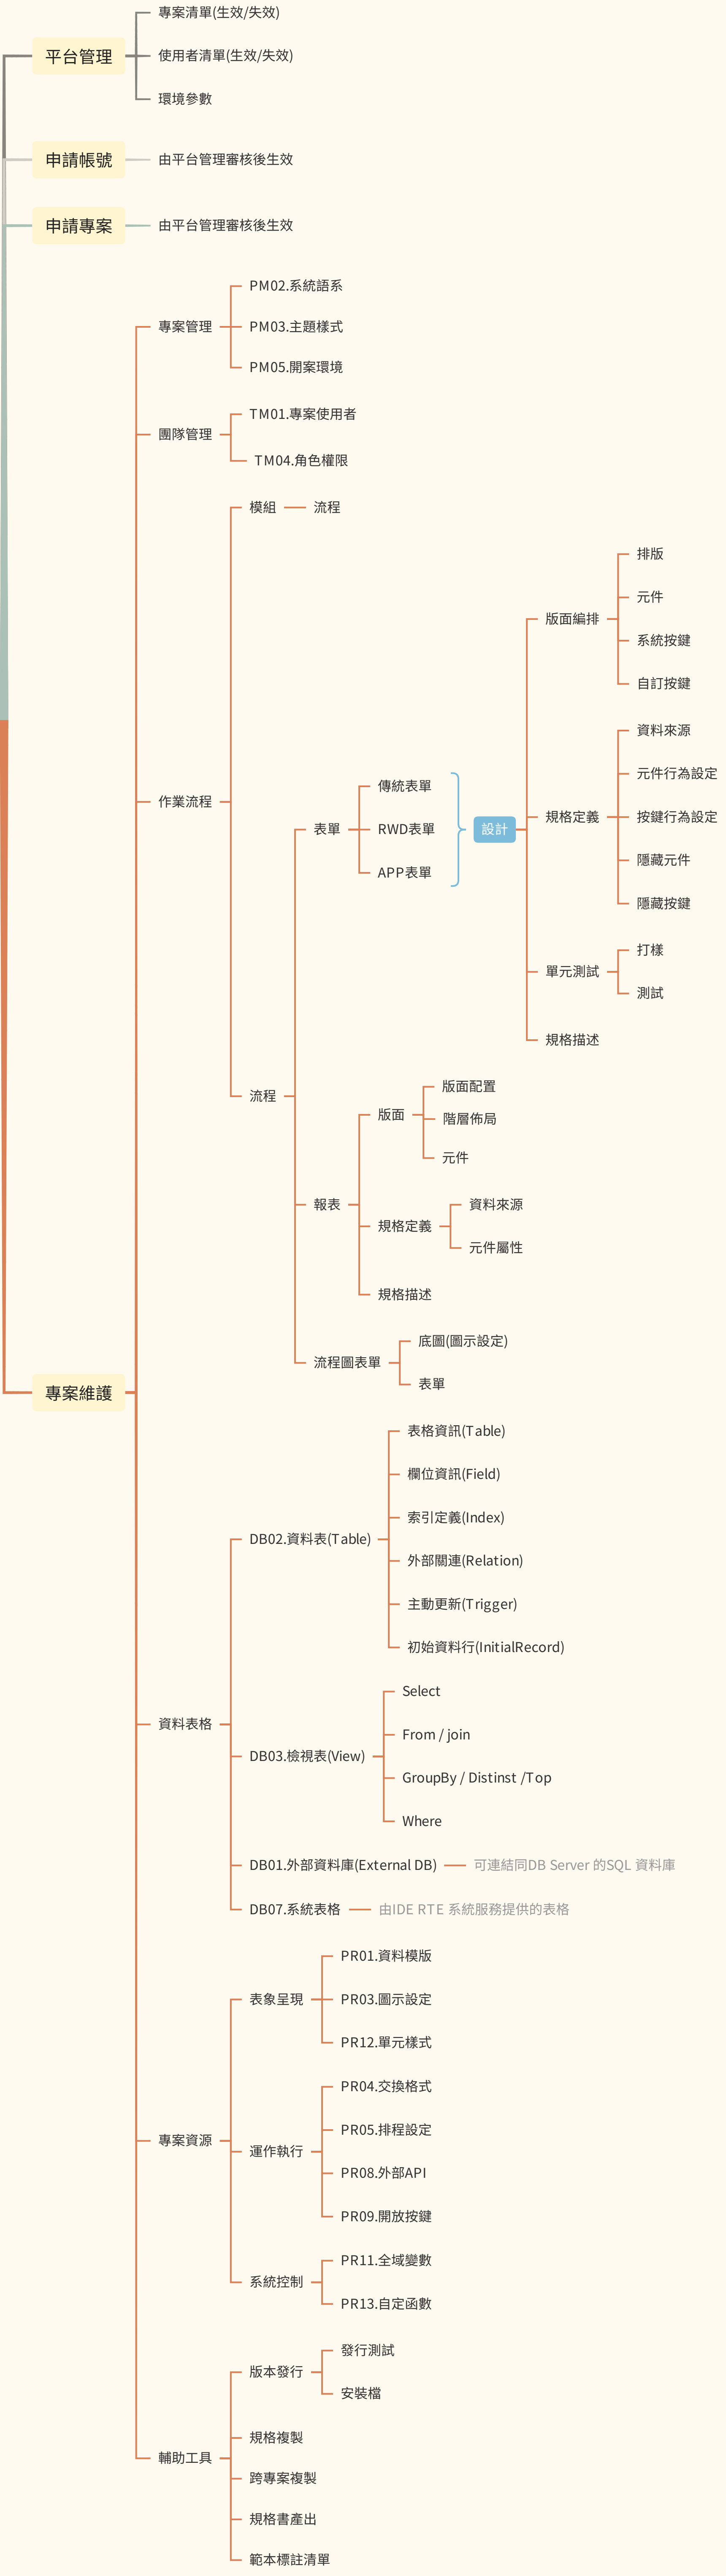 平台管理
專案清單(生效/失效)
使用者清單(生效/失效)
環境參數
申請帳號
由平台管理審核後生效
申請專案
由平台管理審核後生效
專案維護
專案管理
PM02.系統語系
PM03.主題樣式
PM05.開案環境
團隊管理
TM01.專案使用者
TM04.角色權限
作業流程
模組
流程
流程
表單
傳統表單
RWD表單
APP表單
設計
版面編排
排版
元件
系統按鍵
自訂按鍵
規格定義
資料來源
元件行為設定
按鍵行為設定
隱藏元件
隱藏按鍵
單元測試
打樣
測試
規格描述
報表
版面
版面配置
階層佈局
元件
規格定義
資料來源
元件屬性
規格描述
流程圖表單
底圖(圖示設定)
表單
資料表格
DB02.資料表(Table)
表格資訊(Table)
欄位資訊(Field)
索引定義(Index)
外部關連(Relation)
主動更新(Trigger)
初始資料行(InitialRecord)
DB03.檢視表(View)
Select
From / join
GroupBy / Distinst /Top
Where
DB01.外部資料庫(External DB)
可連結同DB Server 的SQL 資料庫
DB07.系統表格
由IDE RTE 系統服務提供的表格
專案資源
表象呈現
PR01.資料模版
PR03.圖示設定
PR12.單元樣式
運作執行
PR04.交換格式
PR05.排程設定
PR08.外部API
PR09.開放按鍵
系統控制
PR11.全域變數
PR13.自定函數
輔助工具
版本發行
發行測試
安裝檔
規格複製
跨專案複製
規格書產出
範本標註清單